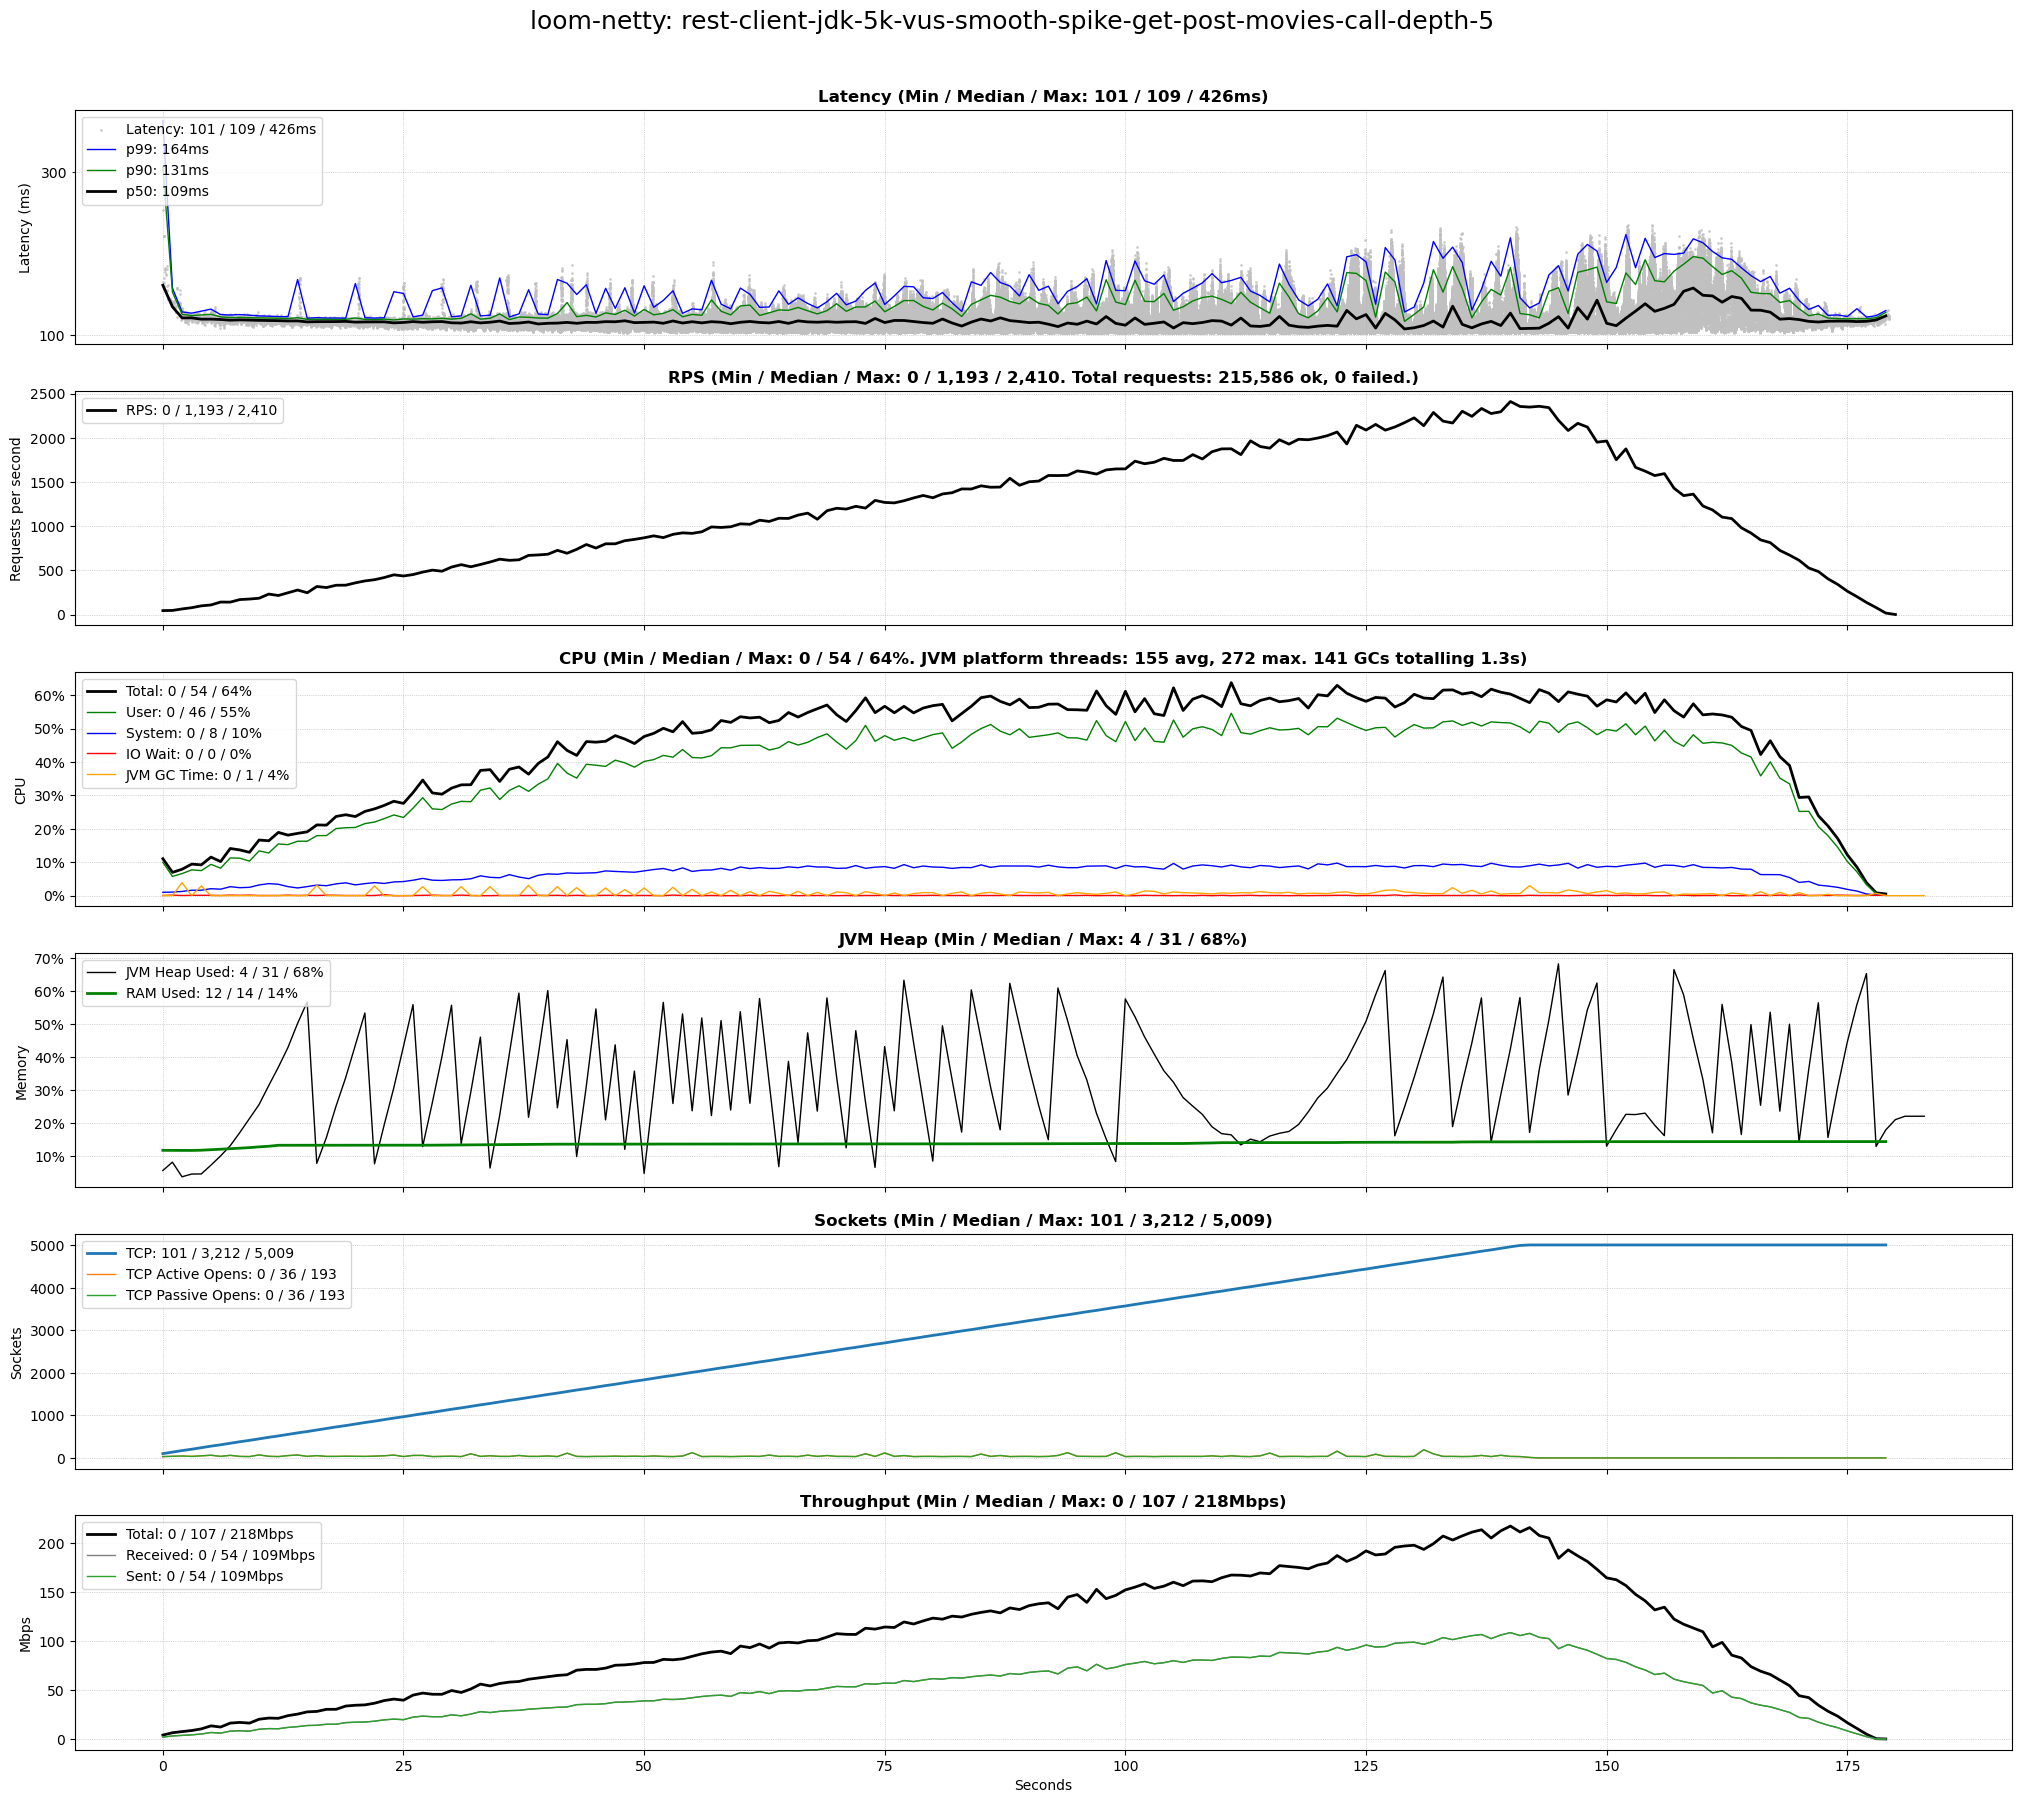 loom-netty: rest-client-jdk-5k-vus-smooth-spike-get-post-movies-call-depth-5
Latency (Min / Median / Max: 101 / 109 / 426ms)
Latency: 101 / 109 / 426ms
p99: 164ms
p90: 131ms
p50: 109ms
Latency (ms)
300
100
RPS (Min / Median / Max: 0 / 1,193 / 2,410. Total requests: 215,586 ok, 0 failed.)
RPS: 0 / 1,193 / 2,410
Requests per second
2500
2000
1500
1000
500
0
CPU (Min / Median / Max: 0 / 54 / 64%. JVM platform threads: 155 avg, 272 max. 141 GCs totalling 1.3s)
Total: 0 / 54 / 64%
User: 0 / 46 / 55%
System: 0 / 8 / 10%
IO Wait: 0 / 0 / 0%
JVM GC Time: 0 / 1 / 4%
CPU
60%
50%
40%
30%
20%
10%
0%
JVM Heap (Min / Median / Max: 4 / 31 / 68%)
JVM Heap Used: 4 / 31 / 68%
RAM Used: 12 / 14 / 14%
Memory
70%
60%
50%
40%
30%
20%
10%
Sockets (Min / Median / Max: 101 / 3,212 / 5,009)
TCP: 101 / 3,212 / 5,009
TCP Active Opens: 0 / 36 / 193
TCP Passive Opens: 0 / 36 / 193
Sockets
5000
4000
3000
2000
1000
0
Throughput (Min / Median / Max: 0 / 107 / 218Mbps)
Total: 0 / 107 / 218Mbps
Received: 0 / 54 / 109Mbps
Sent: 0 / 54 / 109Mbps
Mbps
200
150
100
50
0
0 25 50 75 100 125 150 175
Seconds